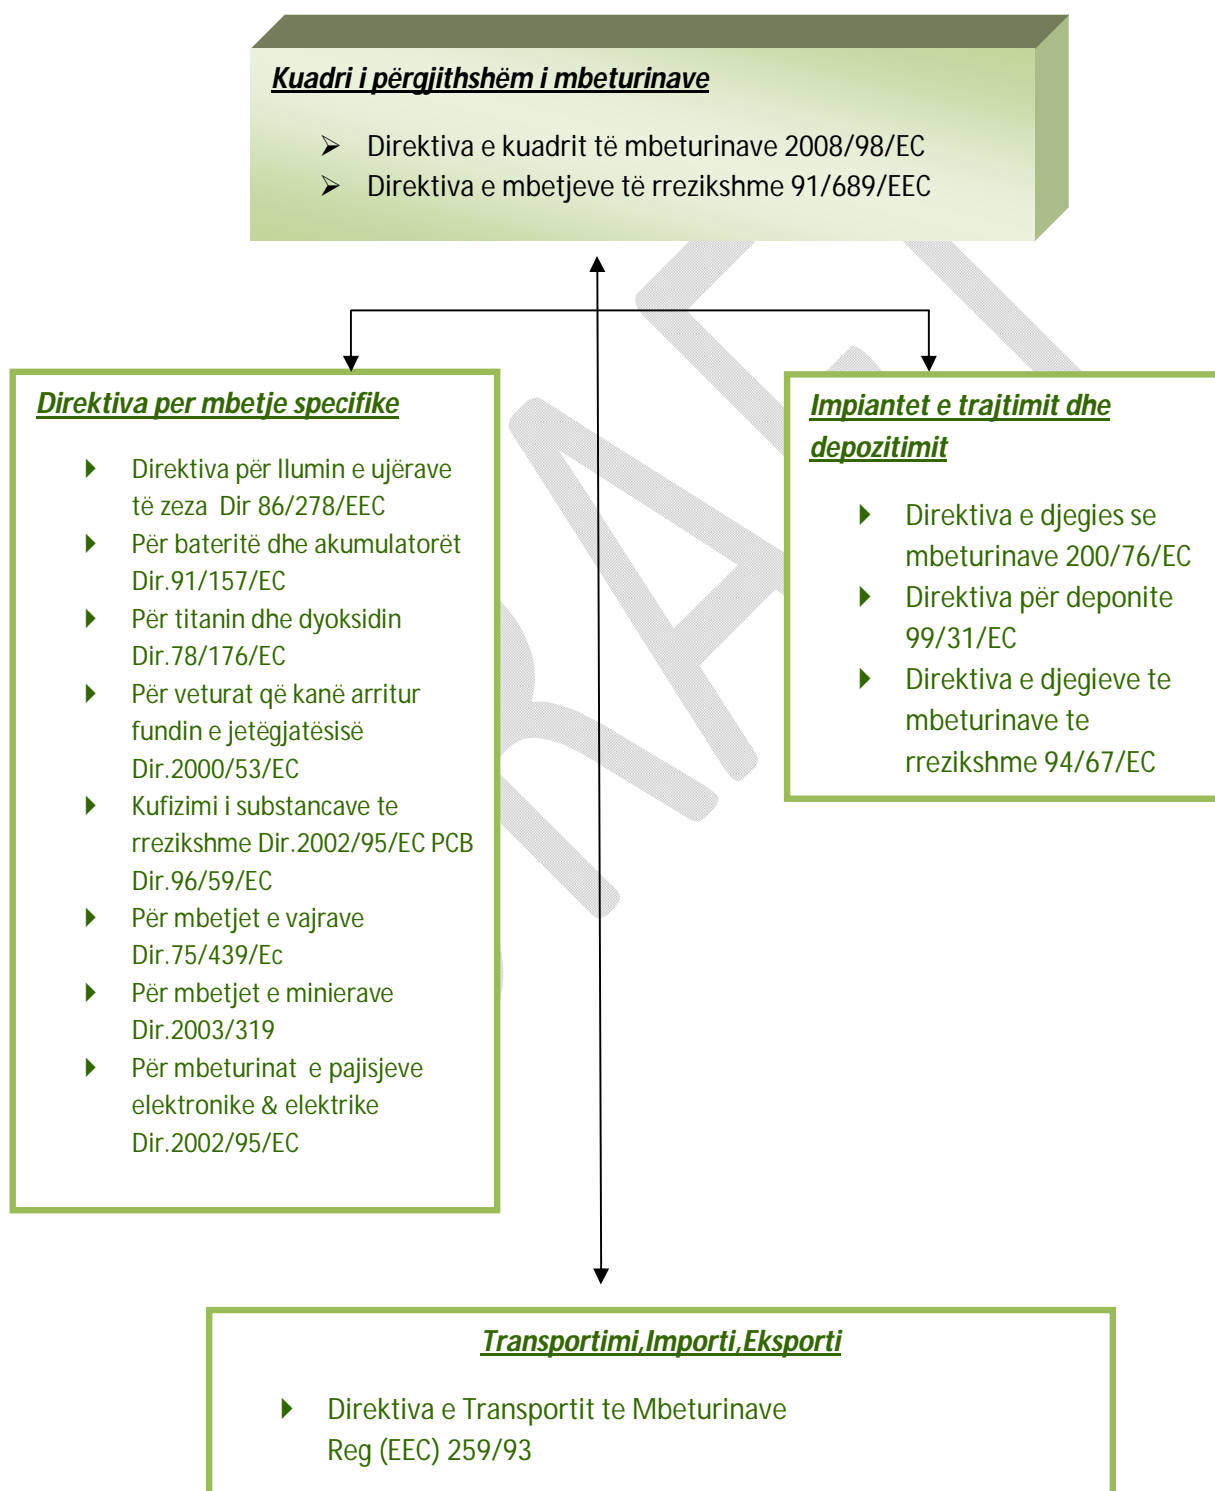 Kuadri i përgjithshëm i mbeturinave
Direktiva e kuadrit të mbeturinave 2008/98/EC
Direktiva e mbetjeve të rrezikshme 91/689/EEC
Direktiva per mbetje specifike
Direktiva për llumin e ujërave
të zeza Dir 86/278/EEC
Për bateritë dhe akumulatorët
Dir.91/157/EC
Për titanin dhe dyoksidin
Dir.78/176/EC
Për veturat që kanë arritur
fundin e jetëgjatësisë
Dir.2000/53/EC
Kufizimi i substancave te
rrezikshme Dir.2002/95/EC PCB
Dir.96/59/EC
Për mbetjet e vajrave
Dir.75/439/Ec
Për mbetjet e minierave
Dir.2003/319
Për mbeturinat e pajisjeve
elektronike & elektrike
Dir.2002/95/EC
Impiantet e trajtimit dhe
depozitimit
Direktiva e djegies se
mbeturinave 200/76/EC
Direktiva për deponite
99/31/EC
Direktiva e djegieve te
mbeturinave te
rrezikshme 94/67/EC
Transportimi,Importi,Eksporti
Direktiva e Transportit te Mbeturinave
Reg (EEC) 259/93
DRAFT